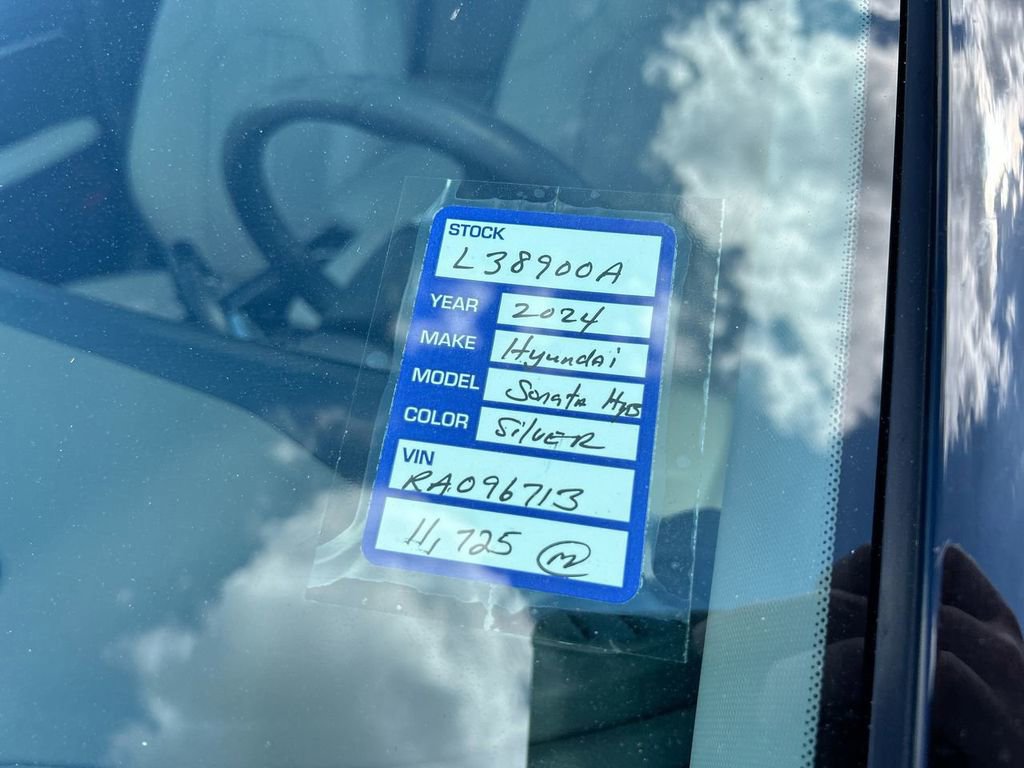 STOCK
L38900A
YEAR 2024
MAKE Hyundai
MODEL Sonata HYB
COLOR SilVER
VIN
RA096713
11,725 M